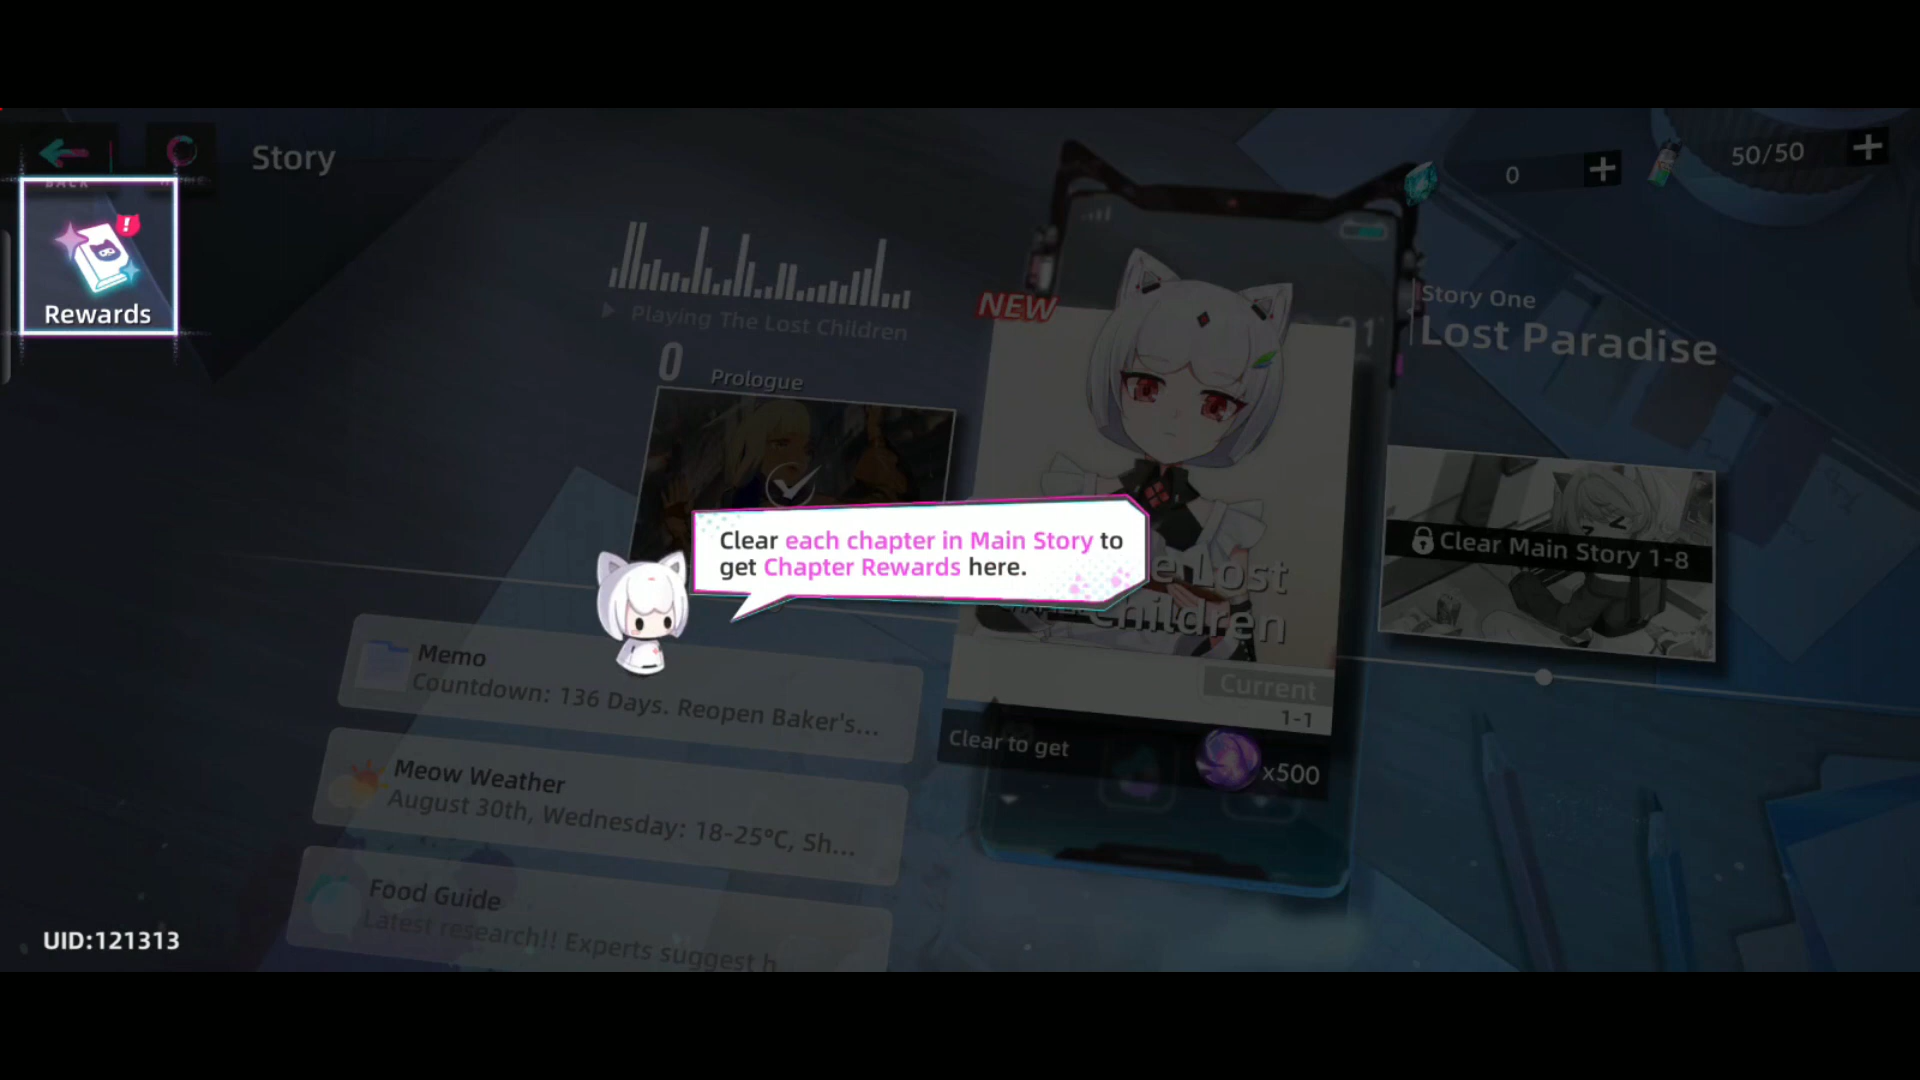 Story
0
50/50
BACK
Rewards
Playing The Lost Children
NEW
Story One
Lost Paradise
0
Prologue
Clear each chapter in Main Story to
get Chapter Rewards here.
Clear Main Story 1-8
Lost
Children
Memo
Countdown: 136 Days. Reopen Baker's...
Current
1-1
Clear to get
x500
Meow Weather
August 30th, Wednesday: 18-25°C, Sh...
Food Guide
Latest research!! Experts suggest h
UID:121313